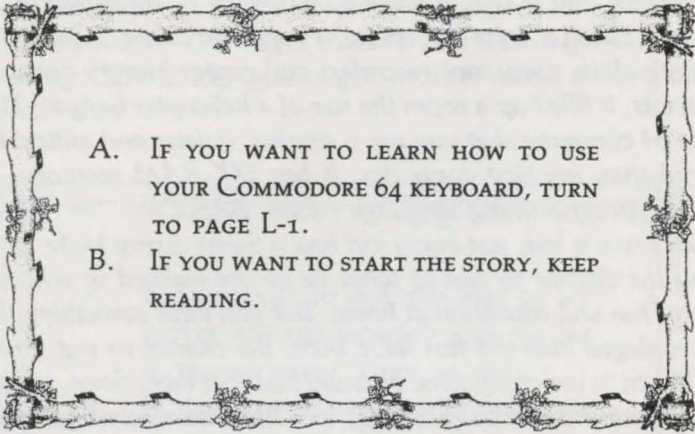 A. IF YOU WANT TO LEARN HOW TO USE
YOUR COMMODORE 64 KEYBOARD, TURN
TO PAGE L-1.
B. IF YOU WANT TO START THE STORY, KEEP
READING.